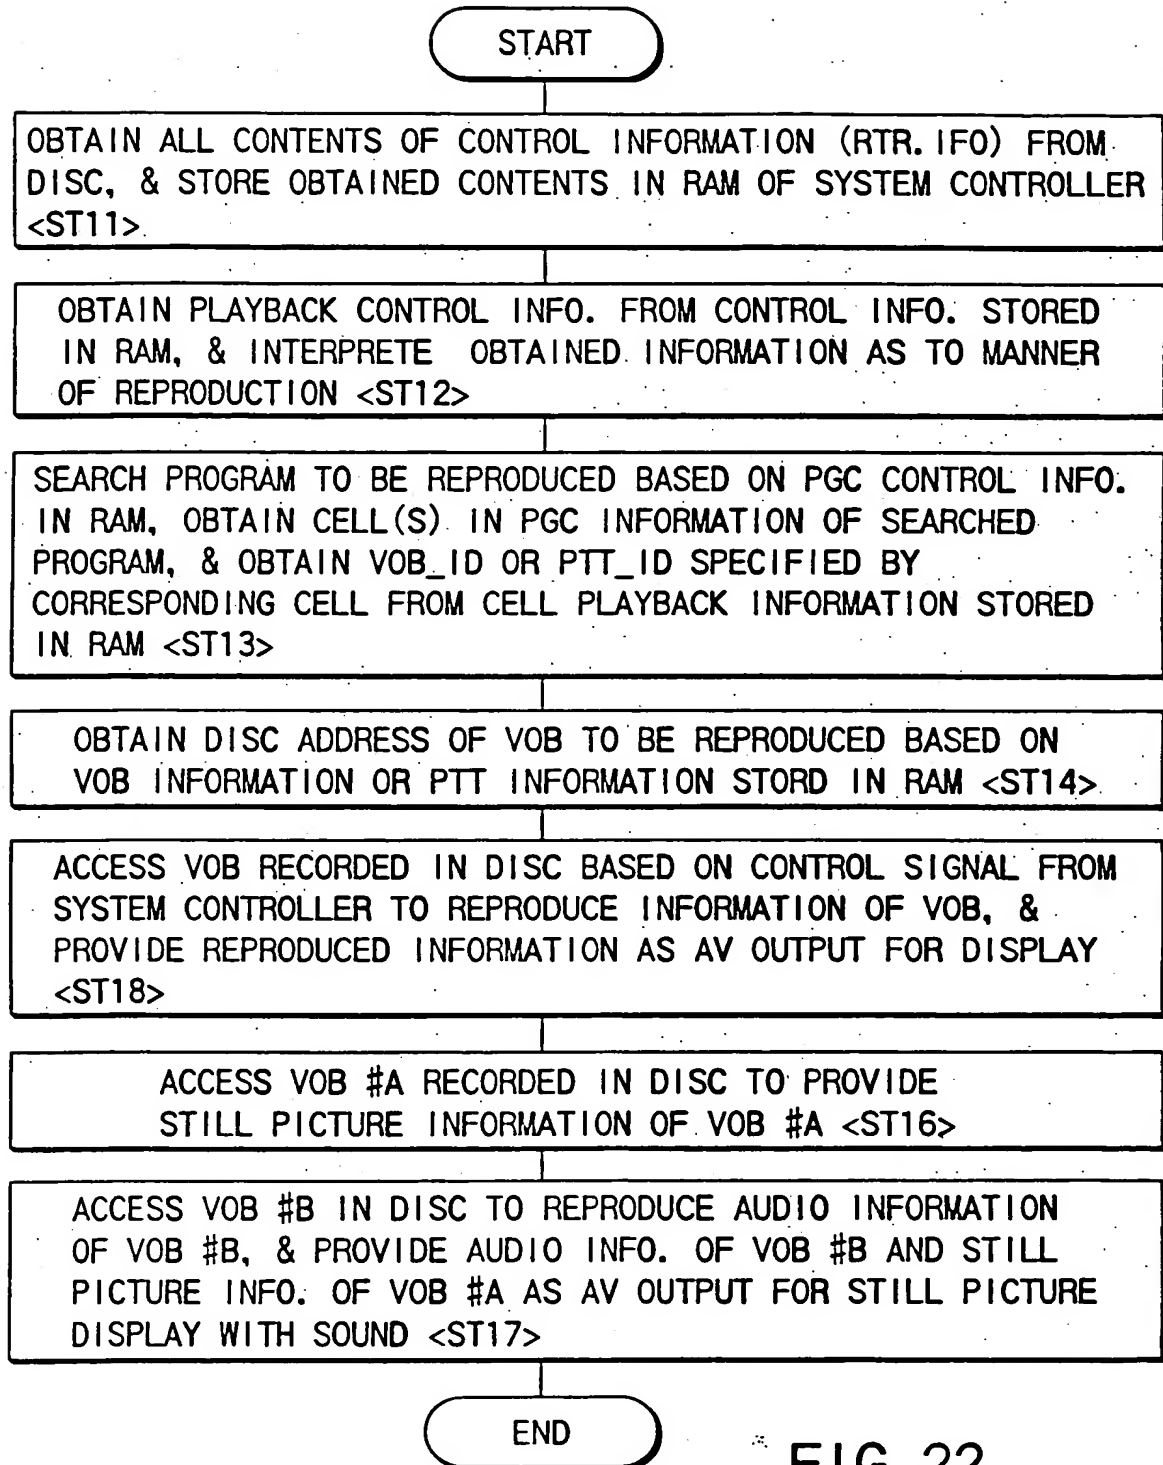 START
OBTAIN ALL CONTENTS OF CONTROL INFORMATION (RTR.IFO) FROM
DISC, & STORE OBTAINED CONTENTS IN RAM OF SYSTEM CONTROLLER
<ST11>
OBTAIN PLAYBACK CONTROL INFO. FROM CONTROL INFO. STORED
IN RAM, & INTERPRETE OBTAINED INFORMATION AS TO MANNER
OF REPRODUCTION <ST12>
SEARCH PROGRAM TO BE REPRODUCED BASED ON PGC CONTROL INFO.
IN RAM, OBTAIN CELL(S) IN PGC INFORMATION OF SEARCHED
PROGRAM, & OBTAIN VOB_ID OR PTT_ID SPECIFIED BY
CORRESPONDING CELL FROM CELL PLAYBACK INFORMATION STORED
IN RAM <ST13>
OBTAIN DISC ADDRESS OF VOB TO BE REPRODUCED BASED ON
VOB INFORMATION OR PTT INFORMATION STORD IN RAM <ST14>
ACCESS VOB RECORDED IN DISC BASED ON CONTROL SIGNAL FROM
SYSTEM CONTROLLER TO REPRODUCE INFORMATION OF VOB, &
PROVIDE REPRODUCED INFORMATION AS AV OUTPUT FOR DISPLAY
<ST18>
ACCESS VOB #A RECORDED IN DISC TO PROVIDE
STILL PICTURE INFORMATION OF VOB #A <ST16>
ACCESS VOB #B IN DISC TO REPRODUCE AUDIO INFORMATION
OF VOB #B, & PROVIDE AUDIO INFO. OF VOB #B AND STILL
PICTURE INFO. OF VOB #A AS AV OUTPUT FOR STILL PICTURE
DISPLAY WITH SOUND <ST17>
END
FIG. 22